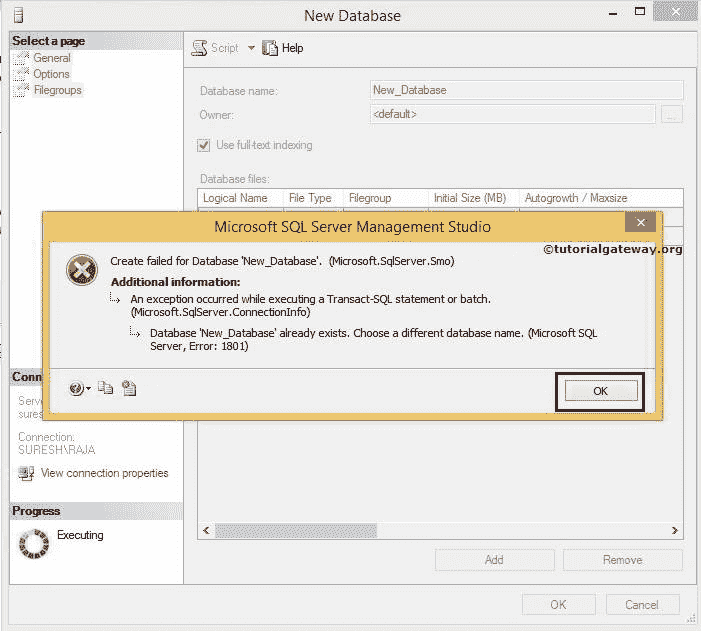 New Database
Select a page
General
Options
Filegroups
Script
Help
Database name:
New_Database
Owner:
<default>
...
Use full-text indexing
Database files:
Logical Name
File Type
Filegroup
Initial Size (MB)
Autogrowth / Maxsize
Microsoft SQL Server Management Studio
©tutorialgateway.org
Create failed for Database 'New_Database'. (Microsoft.SqlServer.Smo)
Additional information:
An exception occurred while executing a Transact-SQL statement or batch.
(Microsoft.SqlServer.ConnectionInfo)
Database 'New_Database' already exists. Choose a different database name. (Microsoft SQL
Server, Error: 1801)
OK
Conn
Serve
sures
Connection:
SURESH\RAJA
View connection properties
Progress
Executing
Add
Remove
OK
Cancel